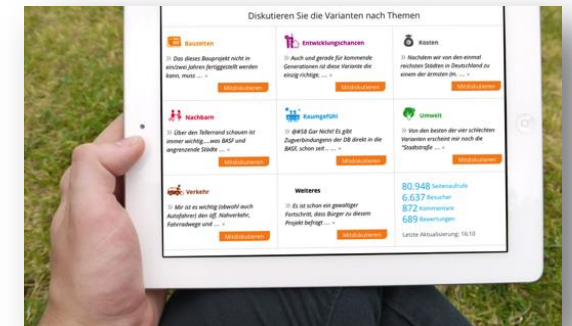 Diskutieren Sie die Varianten nach Themen
Bauzeiten
» Das dieses Bauprojekt nicht in
ein/zwei Jahren fertiggestellt werden
kann, muss .... »
Mitdiskutieren
Entwicklungschancen
» Auch und gerade für kommende
Generationen ist diese Variante die
einzig richtige, .... »
Mitdiskutieren
Kosten
» Nachdem wir von den einmal
reichsten Städten in Deutschland zu
einem der ärmsten (m. .... »
Mitdiskutieren
Nachbarn
» Über den Tellerrand schauen ist
immer wichtig.....was BASF und
angrenzende Städte .... »
Mitdiskutieren
Raumgefühl
» @#58 Gar Nicht! Es gibt
Zugverbindungenn der DB direkt in die
BASF, schon seit... .... »
Mitdiskutieren
Umwelt
» Von den besten der vier schlechten
Varianten erscheint mir noch die
"Stadtstraße .... »
Mitdiskutieren
Verkehr
» Mir ist es wichtig (obwohl auch
Autofahrer) den öff. Nahverkehr,
Fahrradwege und .... »
Mitdiskutieren
Weiteres
» Es ist schon ein gewaltiger
Fortschritt, dass Bürger zu diesem
Projekt befragt .... »
Mitdiskutieren
80.948 Seitenaufrufe
6.637 Besucher
872 Kommentare
689 Bewertungen
Letzte Aktualisierung: 16:10